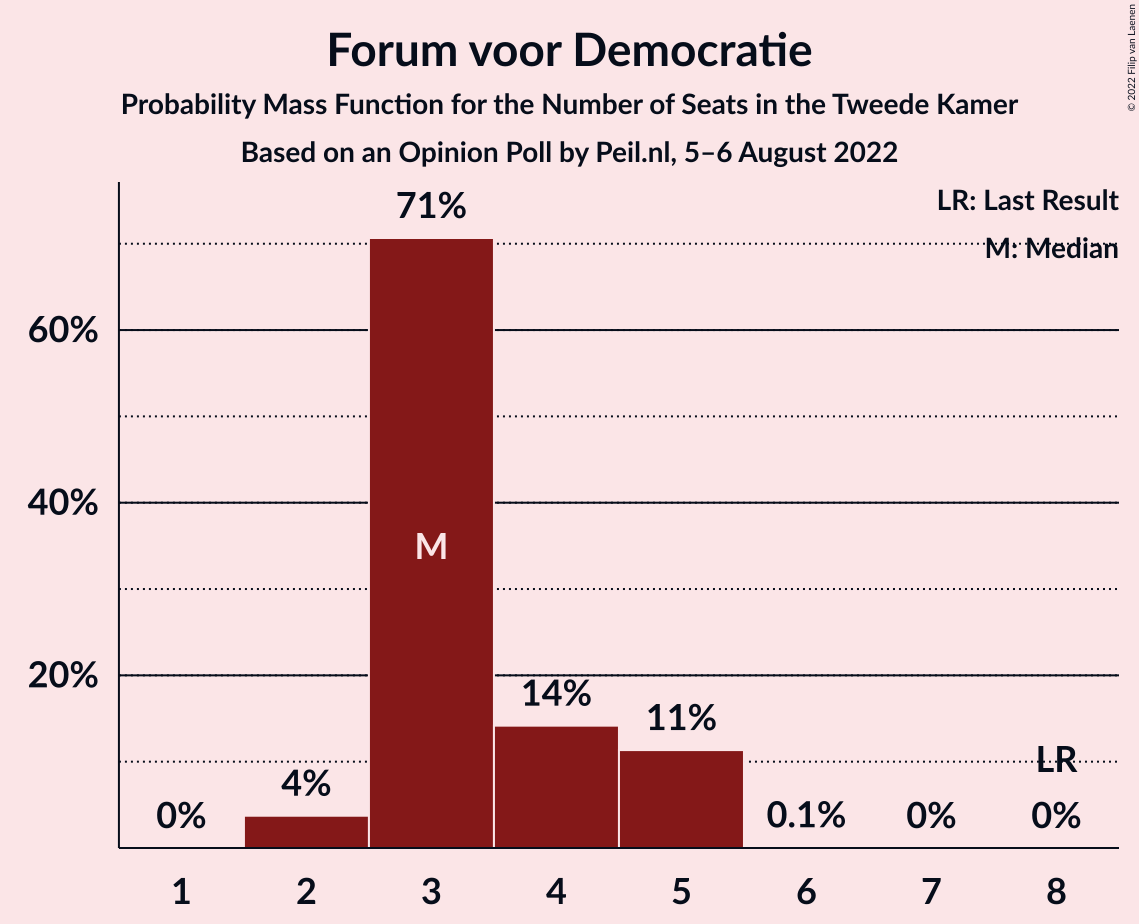 Forum voor Democratie
Probability Mass Function for the Number of Seats in the Tweede Kamer
Based on an Opinion Poll by Peil.nl, 5–6 August 2022
© 2022 Filip van Laenen
LR: Last Result
M: Median
60%
40%
20%
0%
4%
71%
M
14%
11%
0.1%
0%
LR
0%
1 2 3 4 5 6 7 8